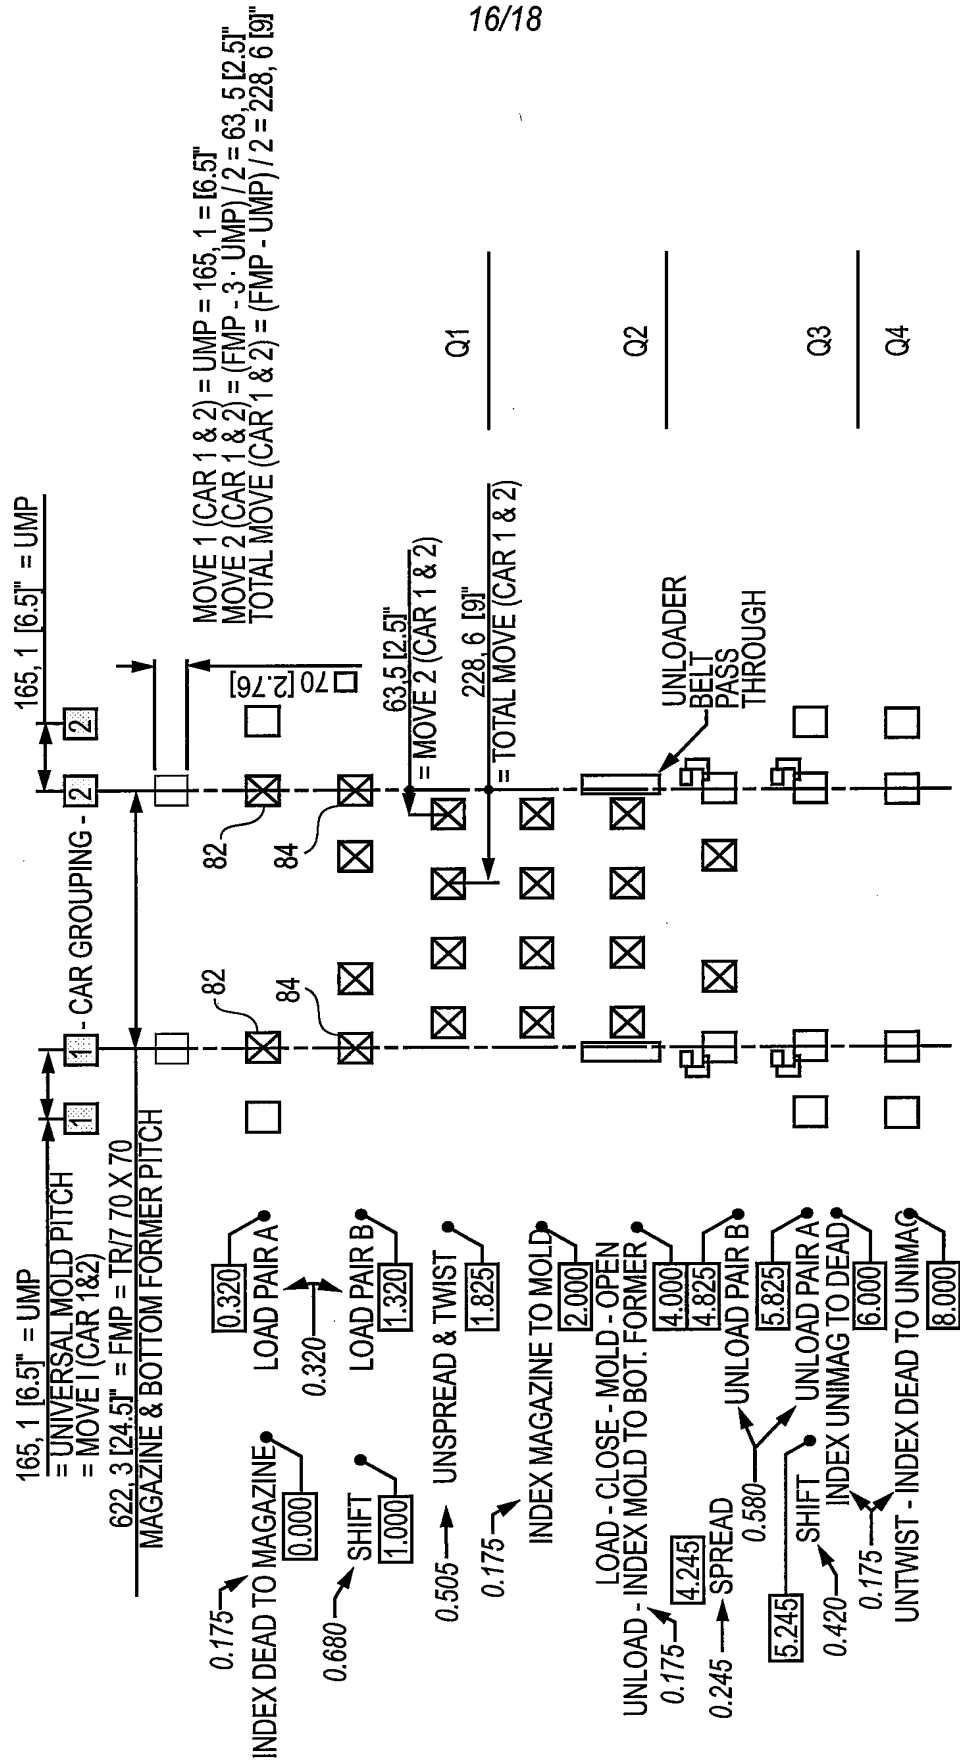 16/18
165, 1 [6.5]" = UMP
= UNIVERSAL MOLD PITCH
= MOVE I (CAR 1&2)
622, 3 [24.5]" = FMP = TR/7 70 X 70
MAGAZINE & BOTTOM FORMER PITCH
1
1
- CAR GROUPING -
2
2
165, 1 [6.5]" = UMP
70 [2.76]
MOVE 1 (CAR 1 & 2) = UMP = 165, 1 = [6.5]"
MOVE 2 (CAR 1 & 2) = (FMP - 3 · UMP) / 2 = 63, 5 [2.5]"
TOTAL MOVE (CAR 1 & 2) = (FMP - UMP) / 2 = 228, 6 [9]"
0.175
INDEX DEAD TO MAGAZINE
0.000
0.320
LOAD PAIR A
82
82
0.320
0.680
SHIFT
1.000
LOAD PAIR B
1.320
84
84
63,5 [2.5]"
= MOVE 2 (CAR 1 & 2)
0.505
UNSPREAD & TWIST
1.825
228, 6 [9]"
= TOTAL MOVE (CAR 1 & 2)
Q1
0.175
INDEX MAGAZINE TO MOLD
2.000
LOAD - CLOSE - MOLD - OPEN
UNLOAD - INDEX MOLD TO BOT. FORMER
0.175
4.000
UNLOADER
BELT
PASS
THROUGH
Q2
4.245
0.245
SPREAD
4.825
UNLOAD PAIR B
0.580
5.245
5.825
UNLOAD PAIR A
SHIFT
0.420
INDEX UNIMAG TO DEAD
6.000
Q3
0.175
UNTWIST - INDEX DEAD TO UNIMAG
8.000
Q4